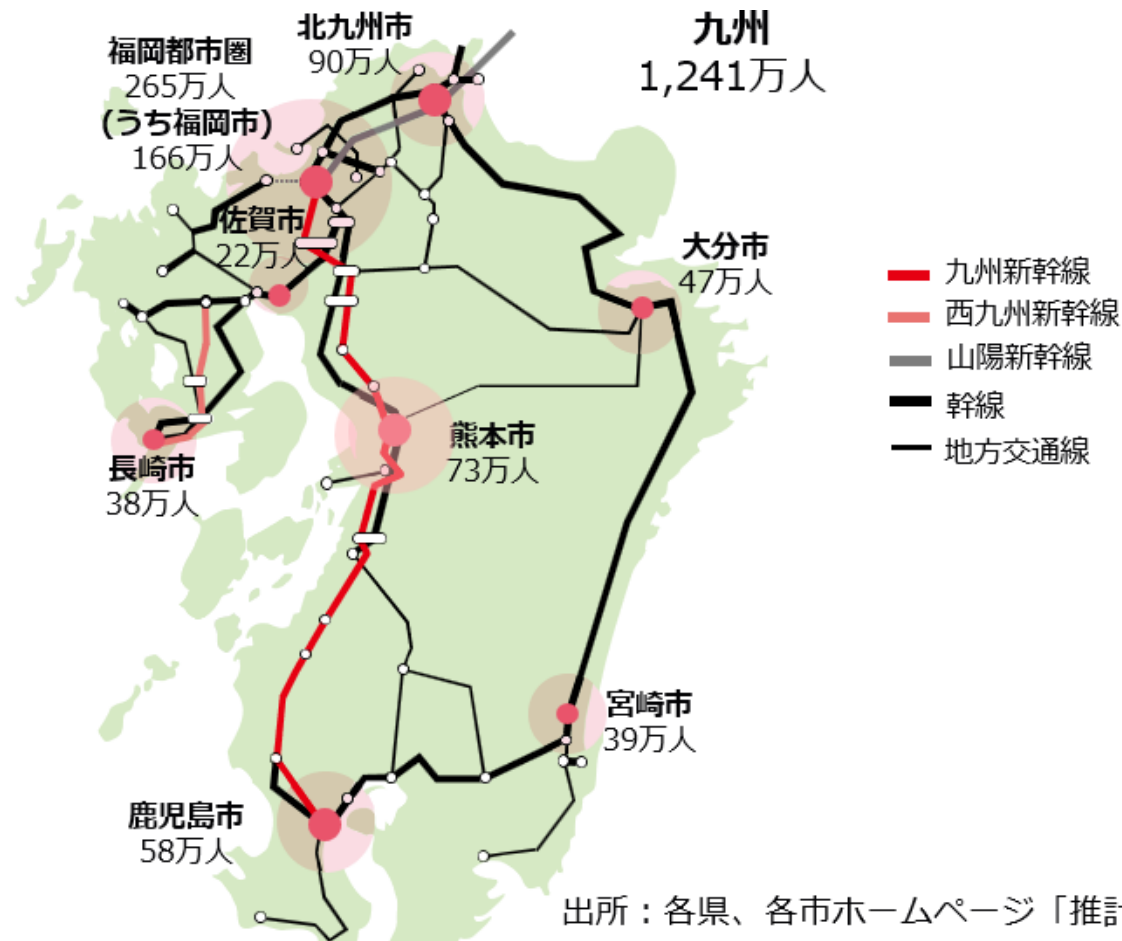 九州
1,241万人
北九州市
90万人
福岡都市圏
265万人
(うち福岡市)
166万人
佐賀市
22万人
大分市
47万人
九州新幹線
西九州新幹線
山陽新幹線
幹線
地方交通線
熊本市
73万人
長崎市
38万人
宮崎市
39万人
鹿児島市
58万人
出所：各県、各市ホームページ「推計